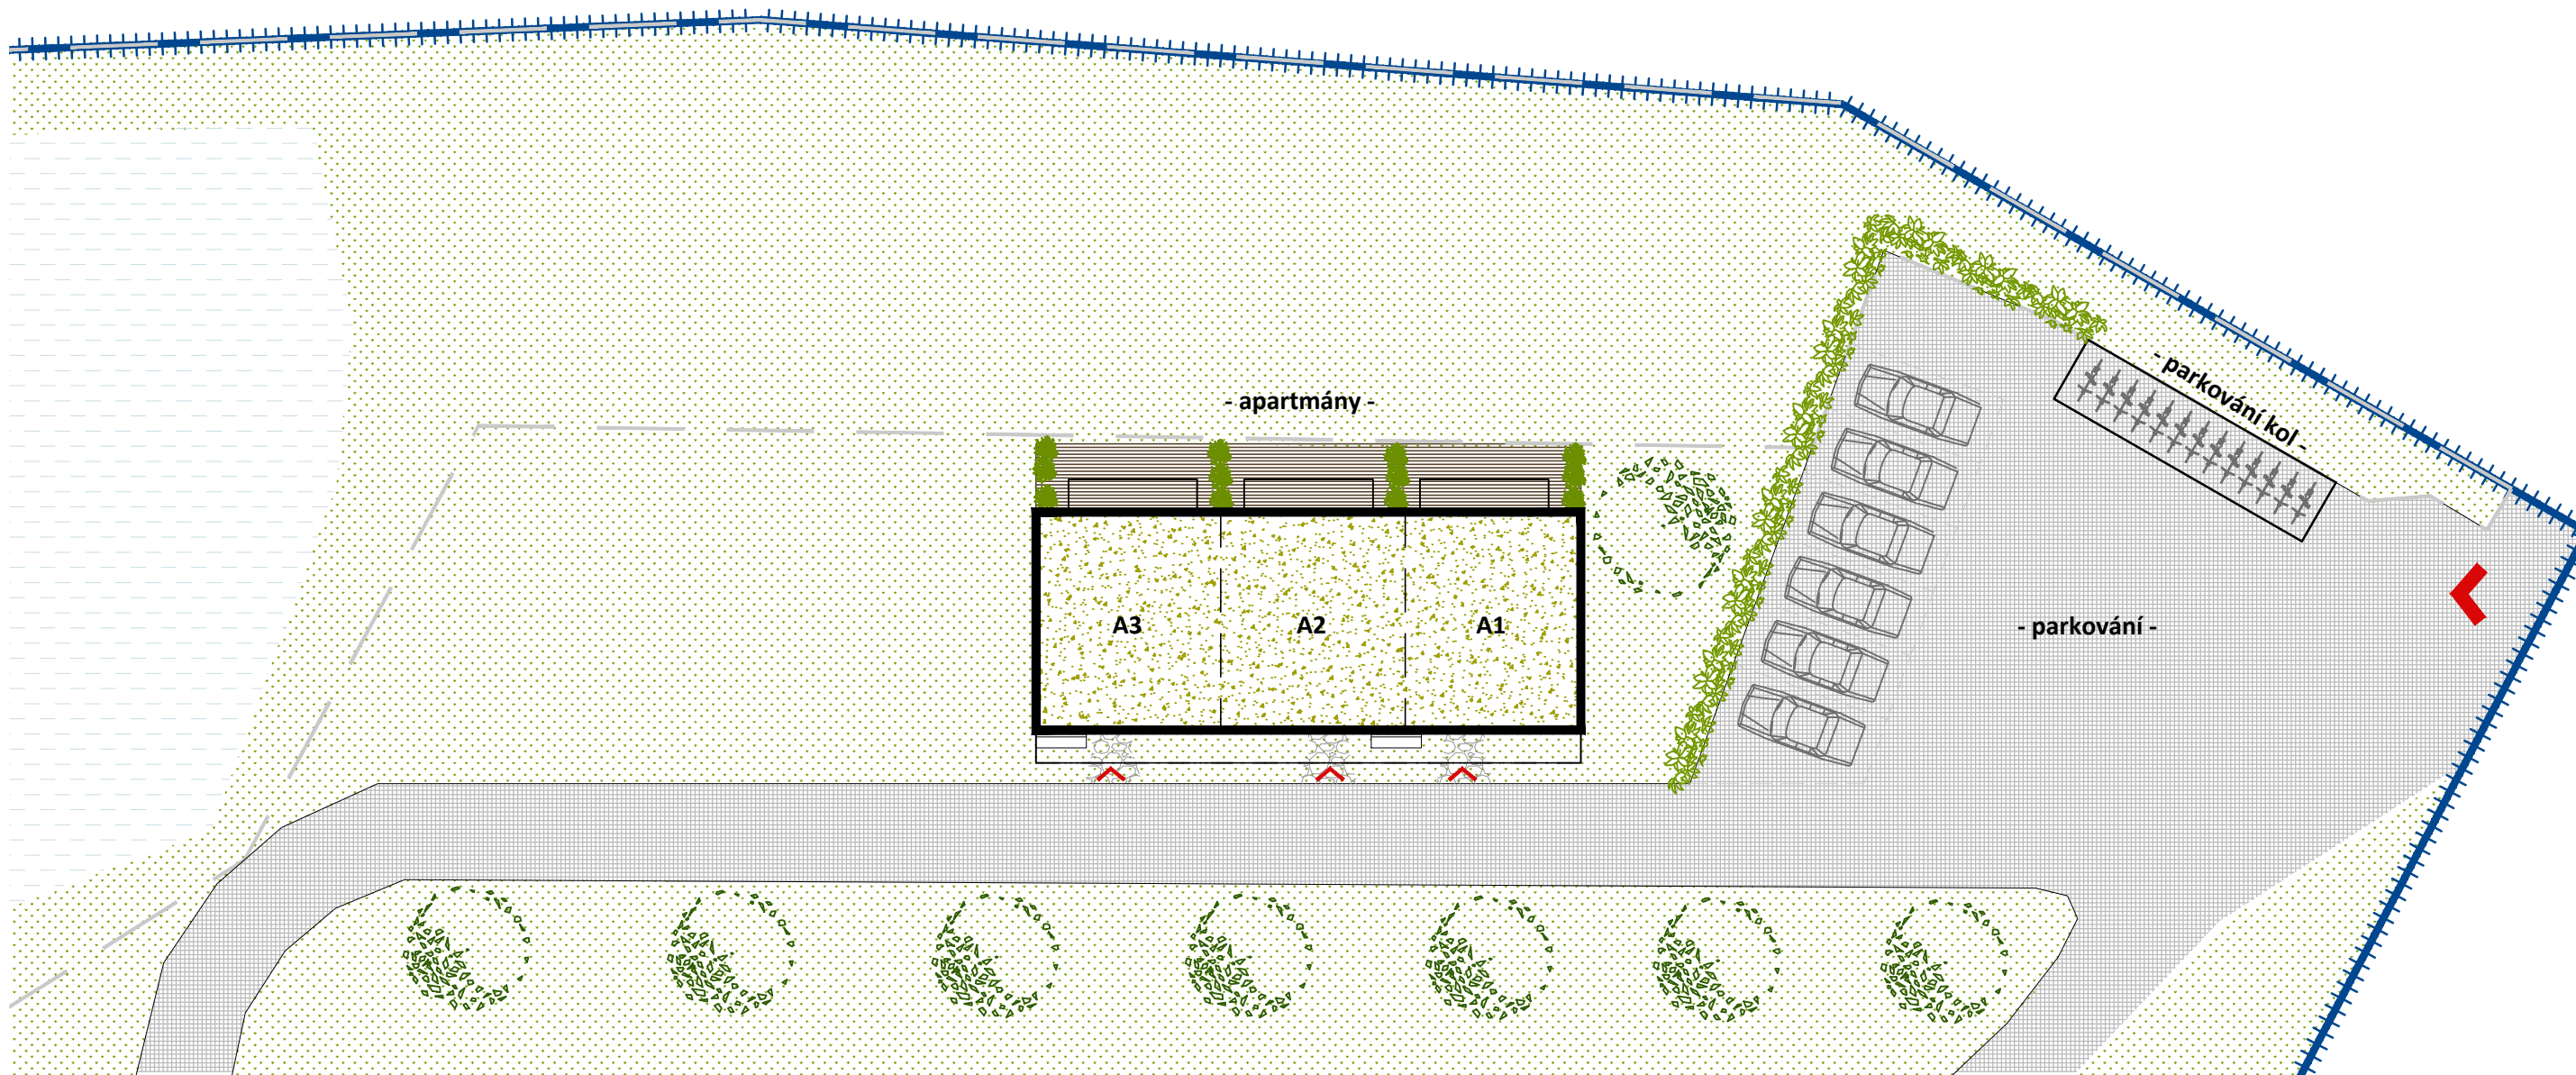 - parkování kol -
- apartmány -
A3
A2
A1
- parkování -